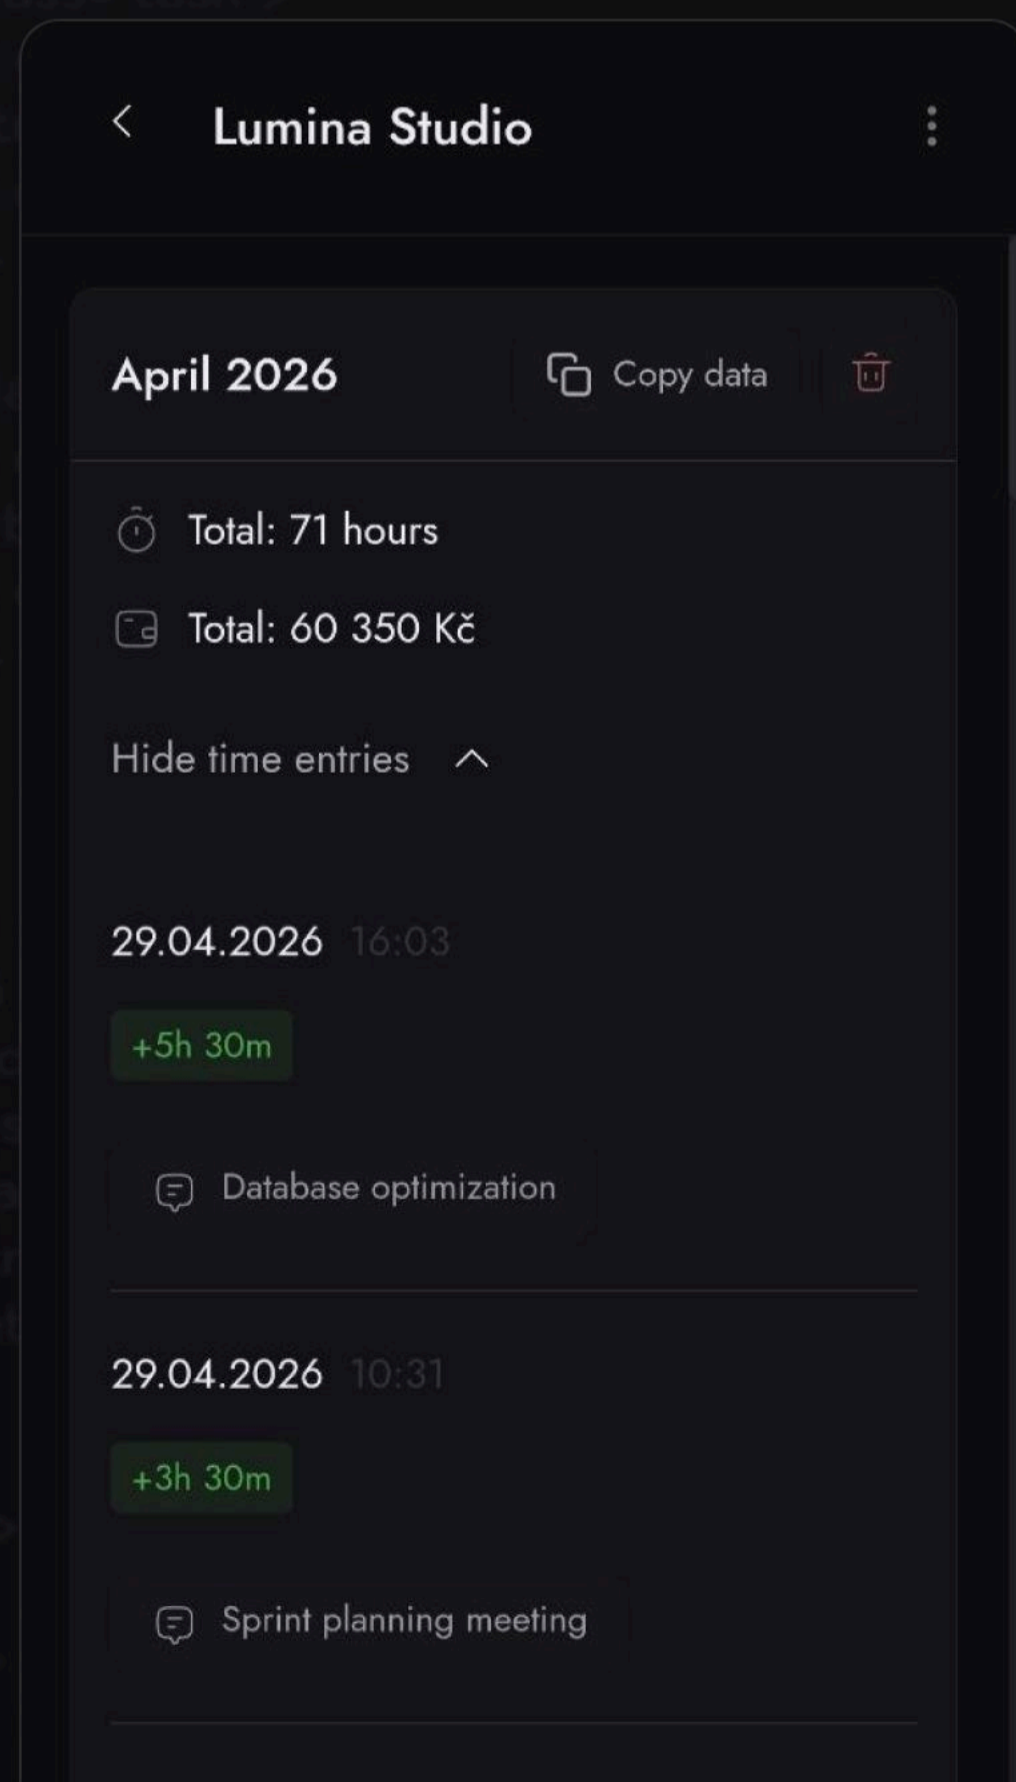 Lumina Studio
April 2026
Copy data
Total: 71 hours
Total: 60 350 Kč
Hide time entries
29.04.2026 16:03
+5h 30m
Database optimization
29.04.2026 10:31
+3h 30m
Sprint planning meeting